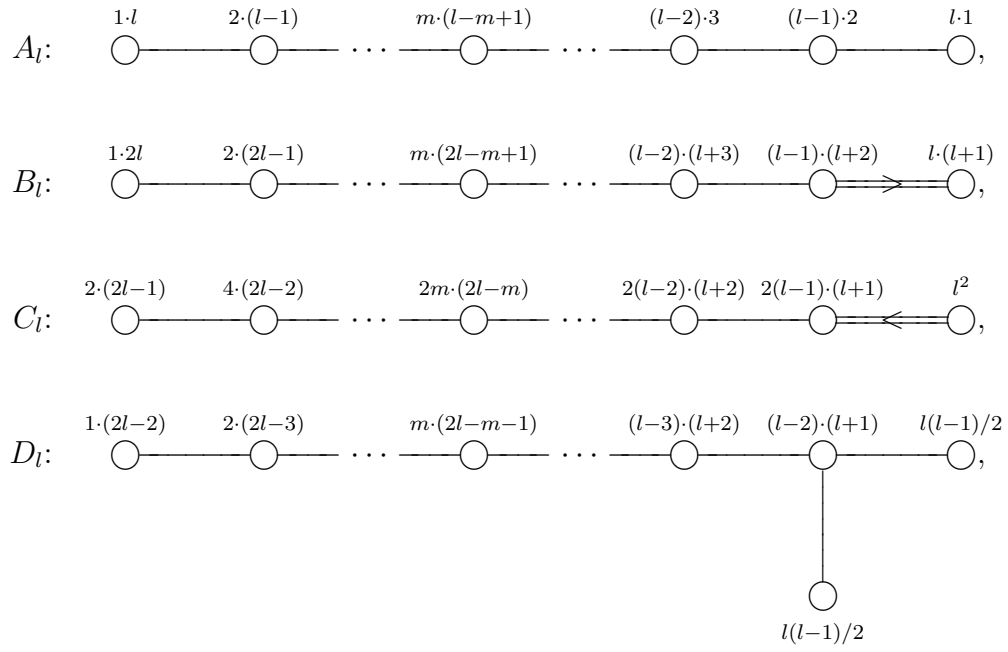 1·l 2·(l−1) m·(l−m+1) (l−2)·3 (l−1)·2 l·1
A_l: ··· ··· ,
1·2l 2·(2l−1) m·(2l−m+1) (l−2)·(l+3) (l−1)·(l+2) l·(l+1)
B_l: ··· ··· ,
2·(2l−1) 4·(2l−2) 2m·(2l−m) 2(l−2)·(l+2) 2(l−1)·(l+1) l²
C_l: ··· ··· ,
1·(2l−2) 2·(2l−3) m·(2l−m−1) (l−3)·(l+2) (l−2)·(l+1) l(l−1)/2
D_l: ··· ··· ,
l(l−1)/2